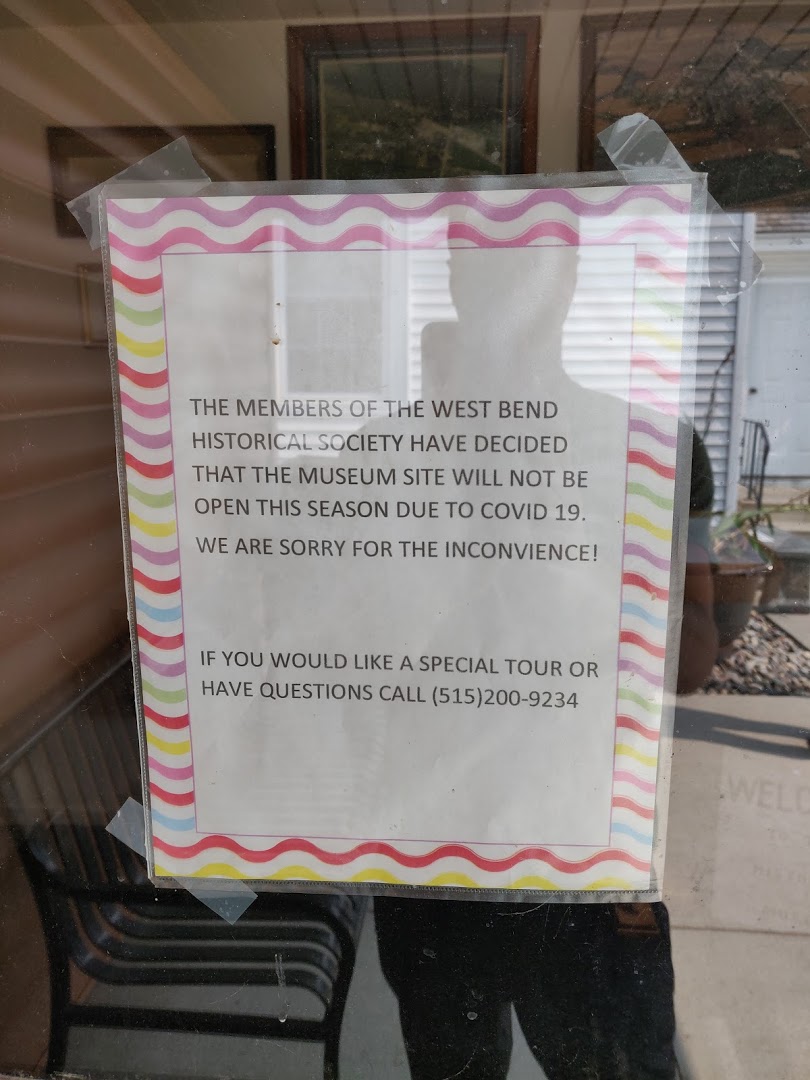 THE MEMBERS OF THE WEST BEND
HISTORICAL SOCIETY HAVE DECIDED
THAT THE MUSEUM SITE WILL NOT BE
OPEN THIS SEASON DUE TO COVID 19.
WE ARE SORRY FOR THE INCONVIENCE!
IF YOU WOULD LIKE A SPECIAL TOUR OR
HAVE QUESTIONS CALL (515)200-9234